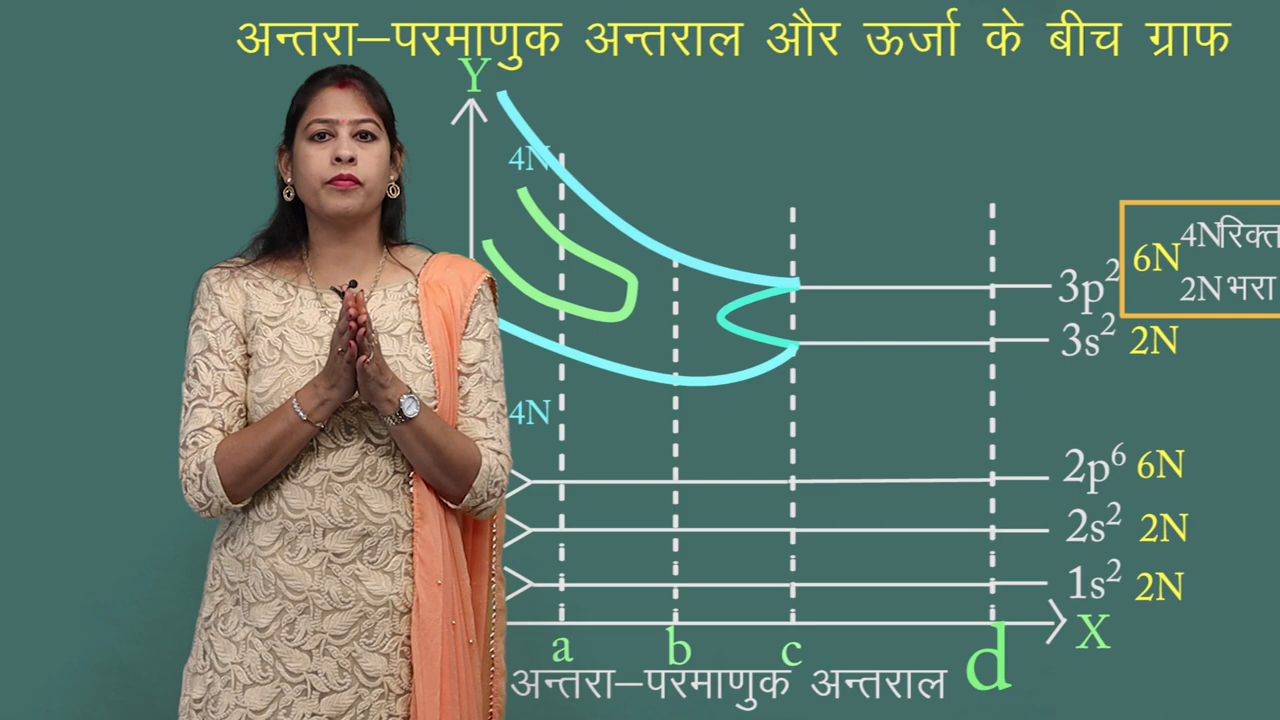 अन्तरा–परमाणुक अन्तराल और ऊर्जा के बीच ग्राफ
Y
4N
3p² 6N 4Nरिक्त
2N भरा
3s² 2N
4N
2p⁶ 6N
2s² 2N
1s² 2N
X
a b c d
अन्तरा–परमाणुक अन्तराल